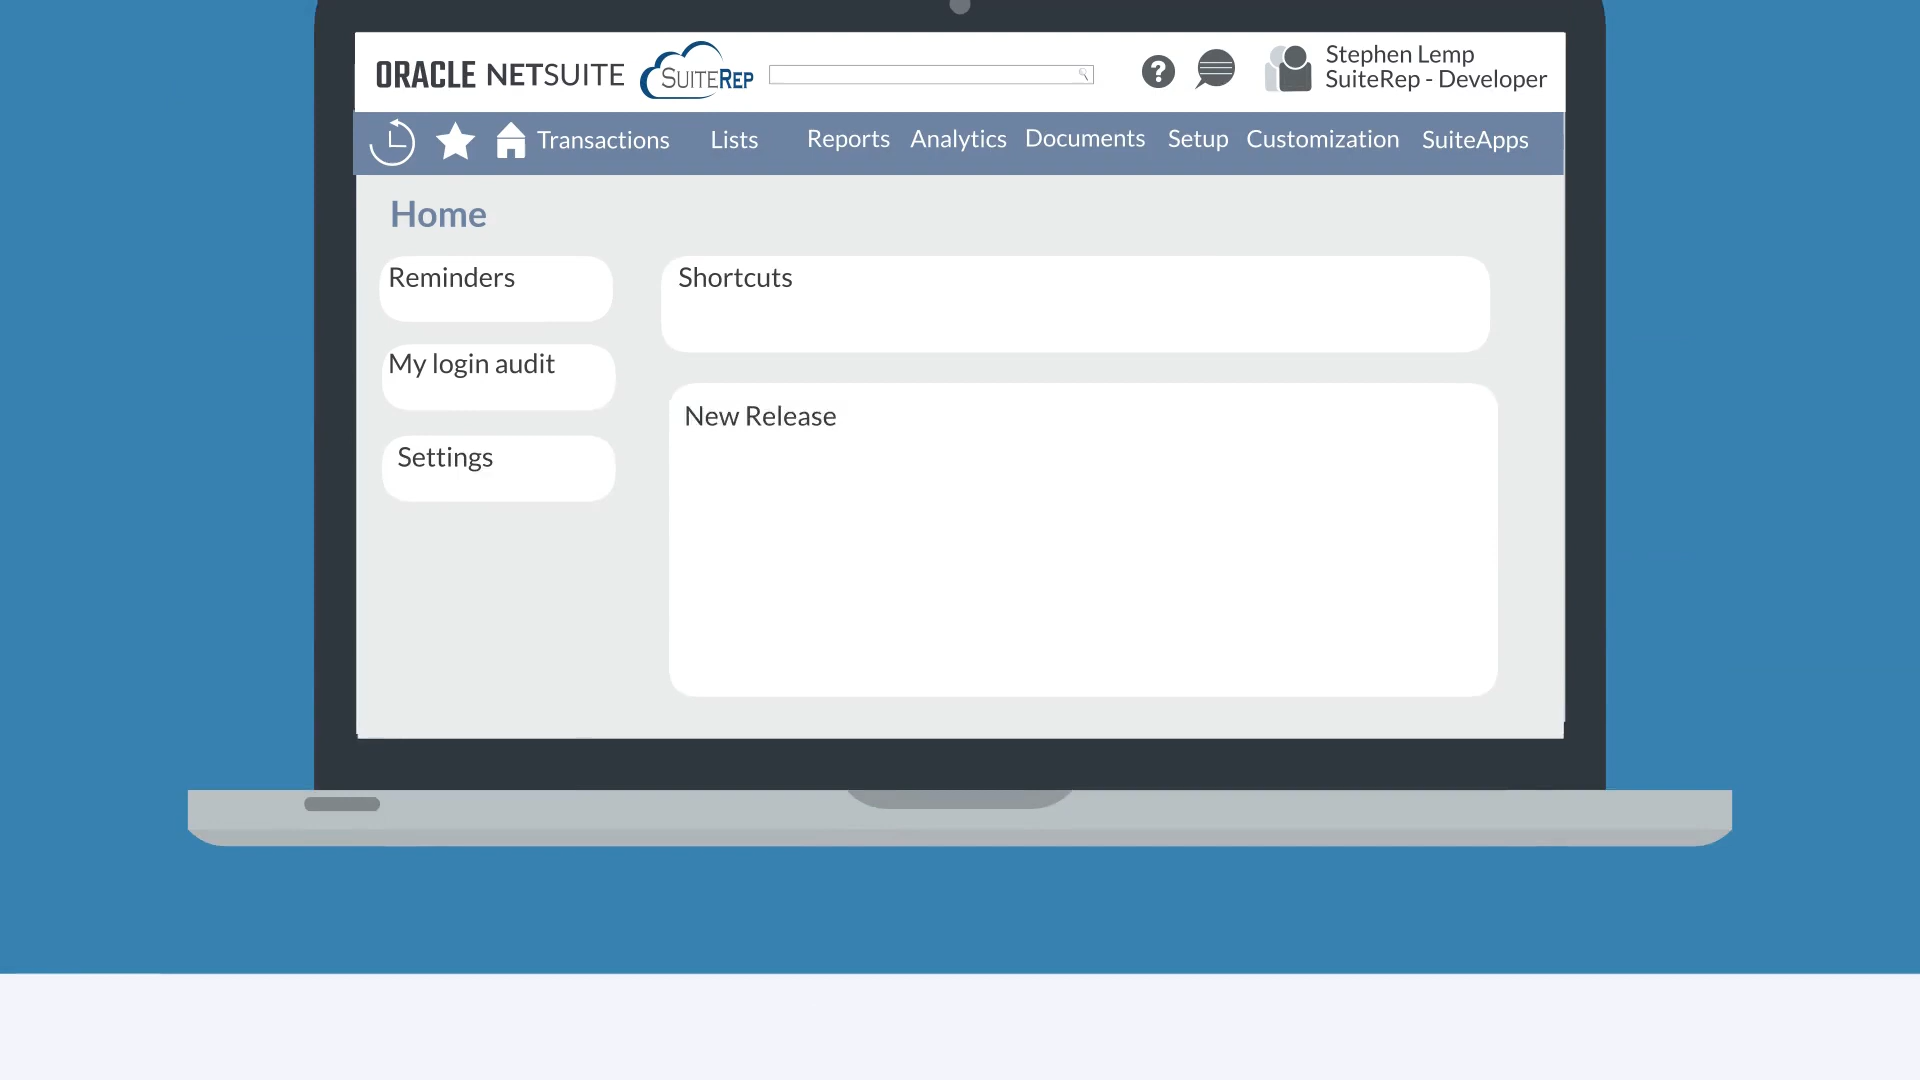 ORACLE NETSUITE
SUITEREP
?
Stephen Lemp
SuiteRep - Developer
Transactions Lists Reports Analytics Documents Setup Customization SuiteApps
Home
Reminders
Shortcuts
My login audit
New Release
Settings